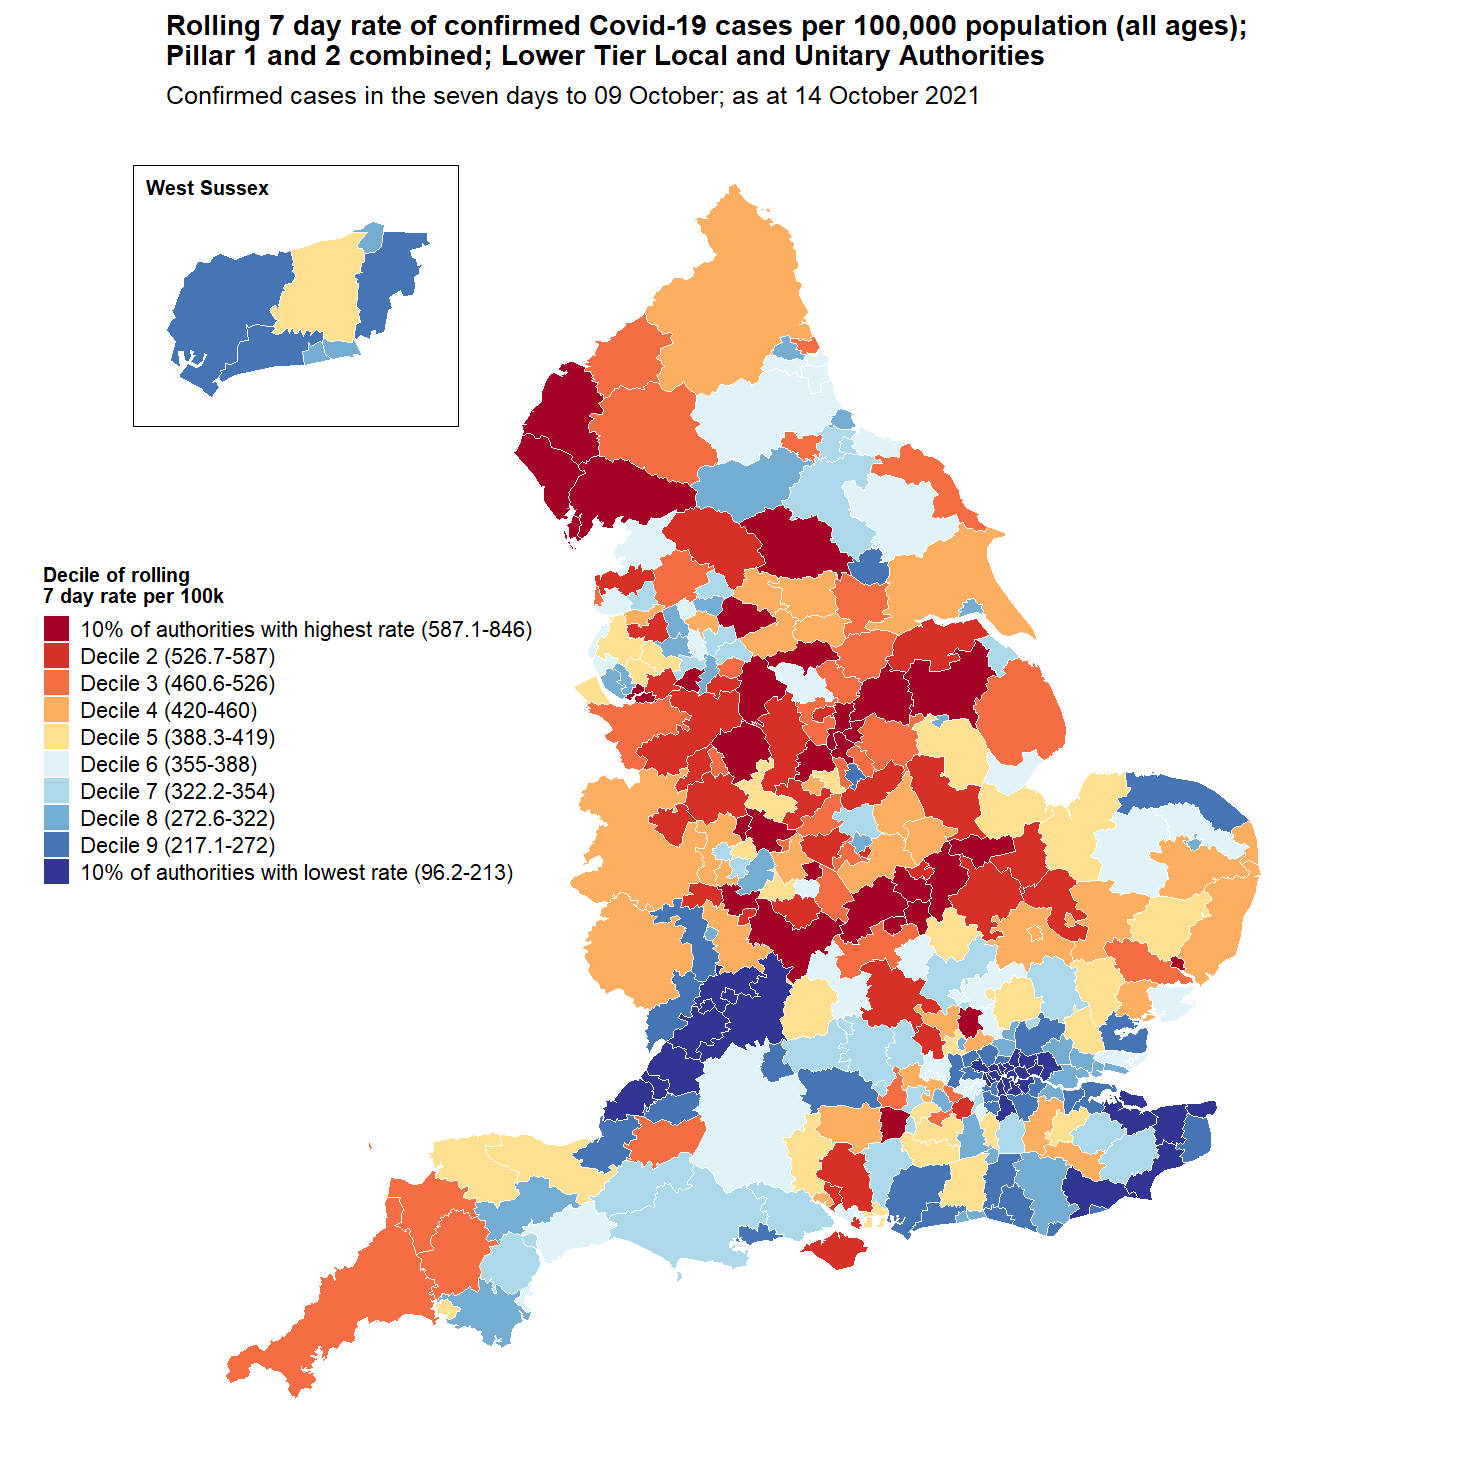 Rolling 7 day rate of confirmed Covid-19 cases per 100,000 population (all ages);
Pillar 1 and 2 combined; Lower Tier Local and Unitary Authorities
Confirmed cases in the seven days to 09 October; as at 14 October 2021
West Sussex
Decile of rolling
7 day rate per 100k
10% of authorities with highest rate (587.1-846)
Decile 2 (526.7-587)
Decile 3 (460.6-526)
Decile 4 (420-460)
Decile 5 (388.3-419)
Decile 6 (355-388)
Decile 7 (322.2-354)
Decile 8 (272.6-322)
Decile 9 (217.1-272)
10% of authorities with lowest rate (96.2-213)